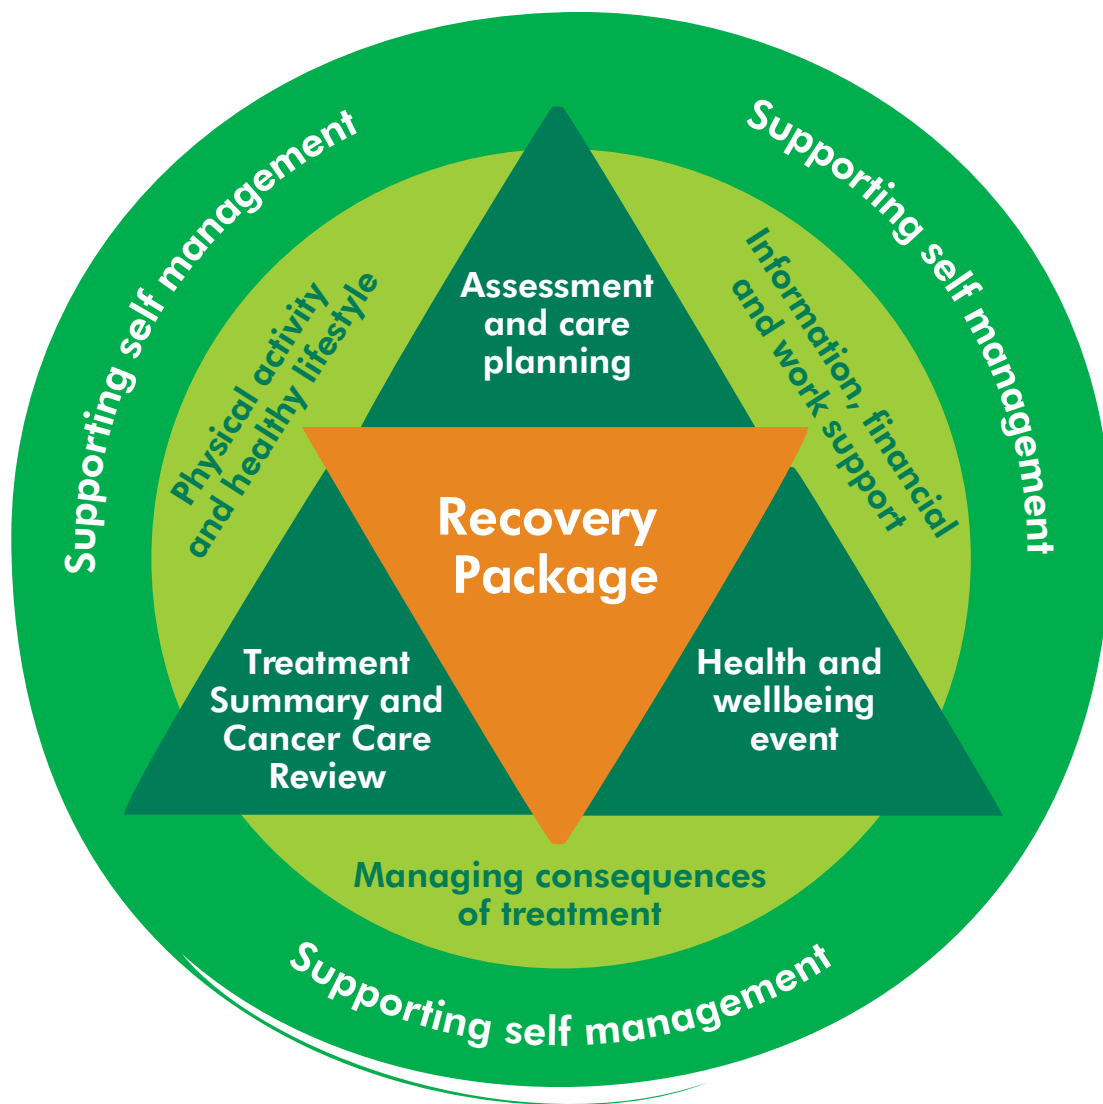 Supporting self management
Supporting self management
Physical activity
and healthy lifestyle
Information, financial
and work support
Assessment
and care
planning
Recovery
Package
Treatment
Summary and
Cancer Care
Review
Health and
wellbeing
event
Managing consequences
of treatment
Supporting self management